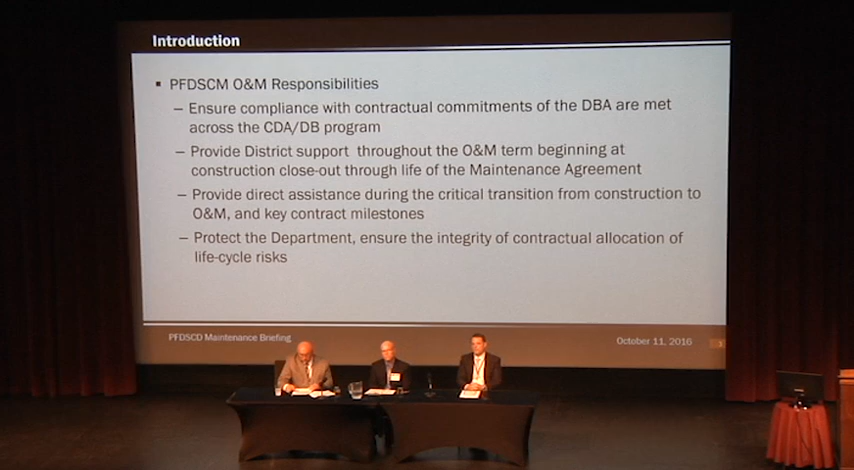 Introduction
▪ PFDSCM O&M Responsibilities
– Ensure compliance with contractual commitments of the DBA are met
across the CDA/DB program
– Provide District support throughout the O&M term beginning at
construction close-out through life of the Maintenance Agreement
– Provide direct assistance during the critical transition from construction to
O&M, and key contract milestones
– Protect the Department, ensure the integrity of contractual allocation of
life-cycle risks
PFDSCD Maintenance Briefing
October 11, 2016